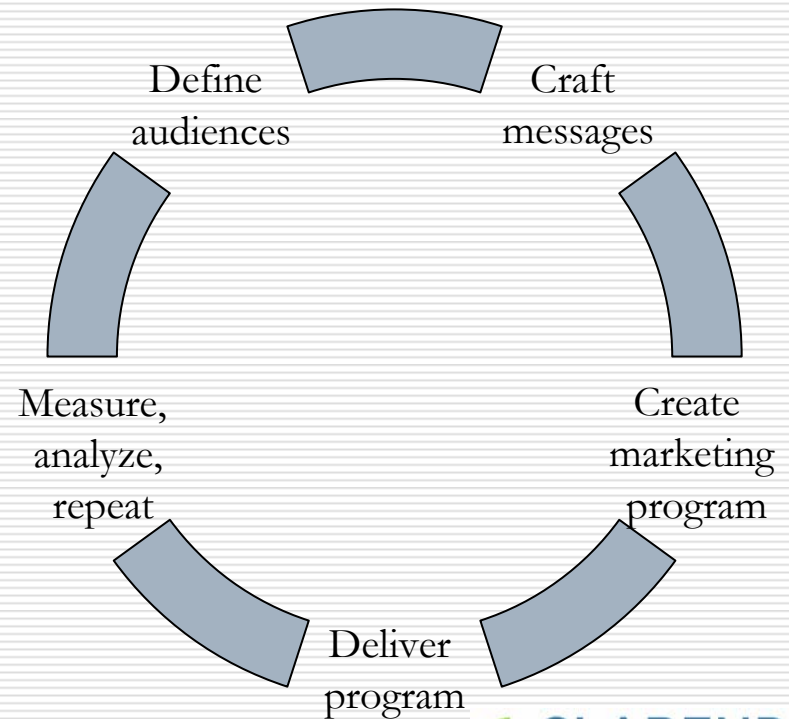 Define
audiences
Craft
messages
Create
marketing
program
Deliver
program
Measure,
analyze,
repeat